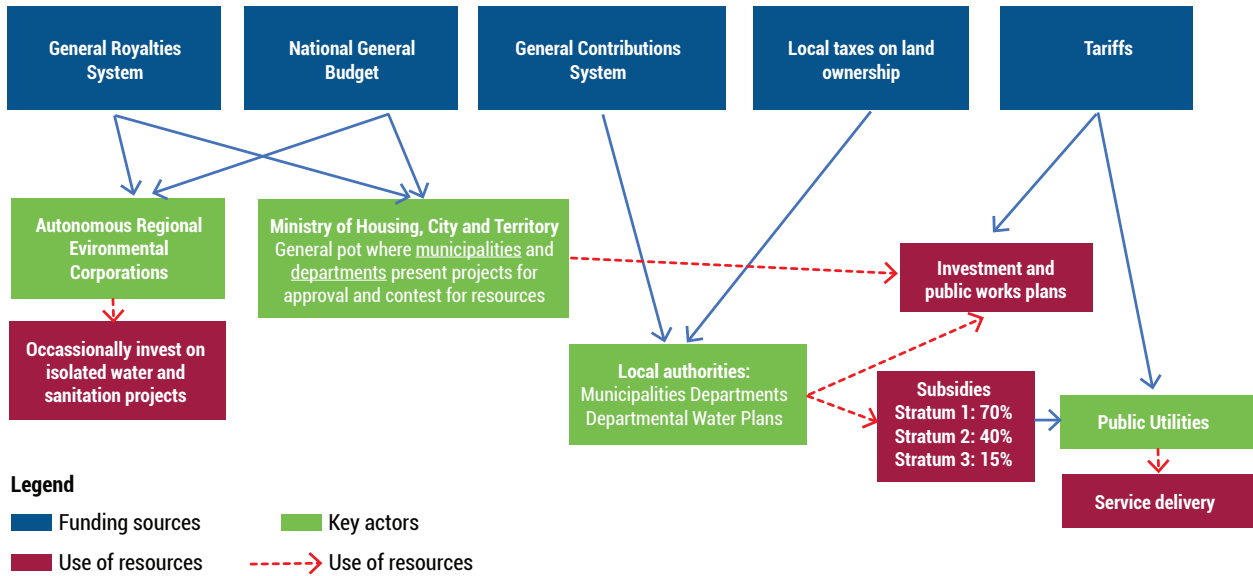 General Royalties
System
National General
Budget
General Contributions
System
Local taxes on land
ownership
Tariffs
Autonomous Regional
Evironmental
Corporations
Ministry of Housing, City and Territory
General pot where municipalities and
departments present projects for
approval and contest for resources
Investment and
public works plans
Occassionally invest on
isolated water and
sanitation projects
Local authorities:
Municipalities Departments
Departmental Water Plans
Subsidies
Stratum 1: 70%
Stratum 2: 40%
Stratum 3: 15%
Public Utilities
Service delivery
Legend
Funding sources
Key actors
Use of resources
Use of resources